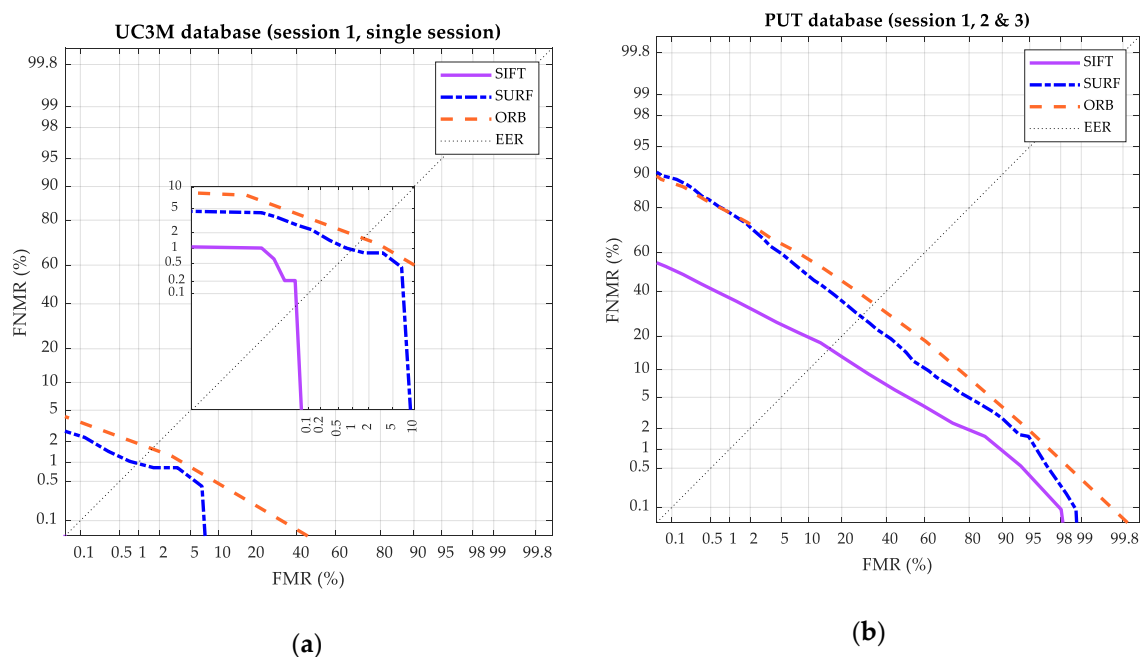 UC3M database (session 1, single session)
99.8
99
98
95
90
80
60
40
20
10
5
2
1
0.5
0.1
FNMR (%)
SIFT
SURF
ORB
EER
10
5
2
1
0.5
0.2
0.1
0.1 0.2 0.5 1 2 5 10
0.1 0.5 1 2 5 10 20 40 60 80 90 95 98 99 99.8
FMR (%)
(a)
PUT database (session 1, 2 & 3)
99.8
99
98
95
90
80
60
40
20
10
5
2
1
0.5
0.1
FNMR (%)
SIFT
SURF
ORB
EER
0.1 0.5 1 2 5 10 20 40 60 80 90 95 98 99 99.8
FMR (%)
(b)